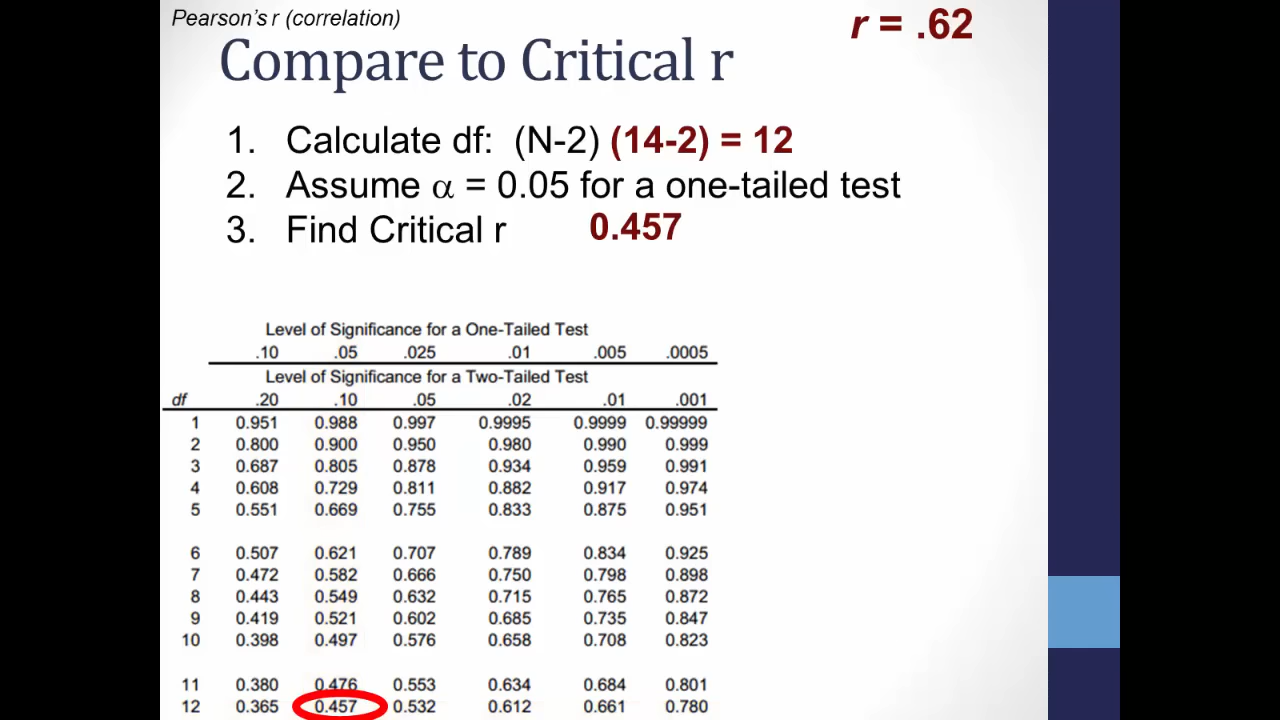 Pearson's r (correlation)
r = .62
Compare to Critical r
1. Calculate df: (N-2) (14-2) = 12
2. Assume α = 0.05 for a one-tailed test
3. Find Critical r 0.457
Level of Significance for a One-Tailed Test
.10 .05 .025 .01 .005 .0005
Level of Significance for a Two-Tailed Test
df .20 .10 .05 .02 .01 .001
1 0.951 0.988 0.997 0.9995 0.9999 0.99999
2 0.800 0.900 0.950 0.980 0.990 0.999
3 0.687 0.805 0.878 0.934 0.959 0.991
4 0.608 0.729 0.811 0.882 0.917 0.974
5 0.551 0.669 0.755 0.833 0.875 0.951
6 0.507 0.621 0.707 0.789 0.834 0.925
7 0.472 0.582 0.666 0.750 0.798 0.898
8 0.443 0.549 0.632 0.715 0.765 0.872
9 0.419 0.521 0.602 0.685 0.735 0.847
10 0.398 0.497 0.576 0.658 0.708 0.823
11 0.380 0.476 0.553 0.634 0.684 0.801
12 0.365 0.457 0.532 0.612 0.661 0.780